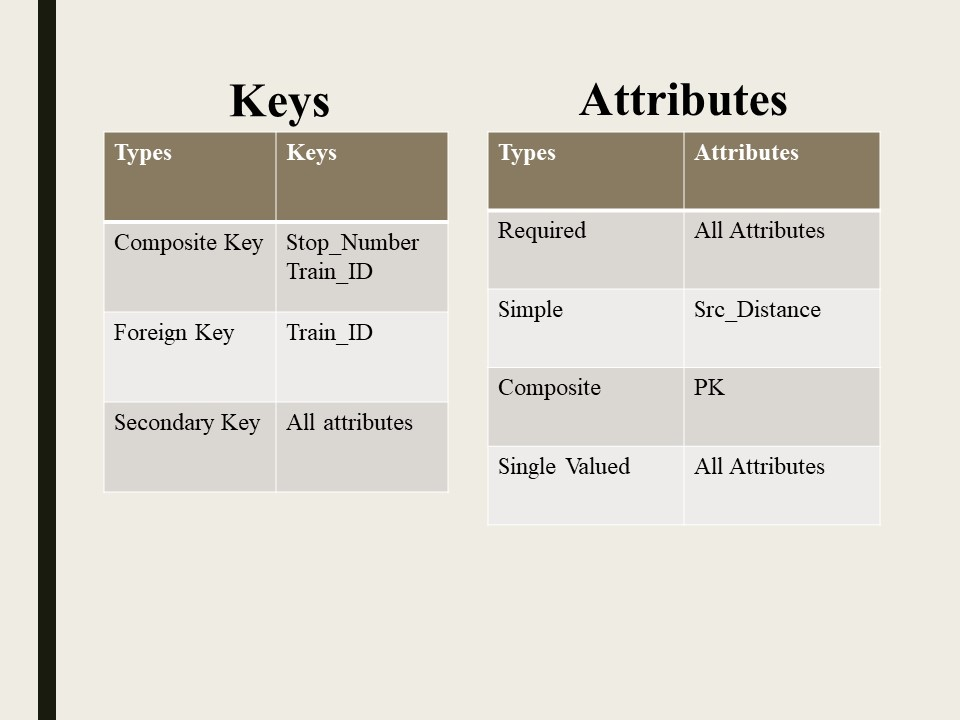 Keys
Types Keys
Composite Key Stop_Number
Train_ID
Foreign Key Train_ID
Secondary Key All attributes
Attributes
Types Attributes
Required All Attributes
Simple Src_Distance
Composite PK
Single Valued All Attributes